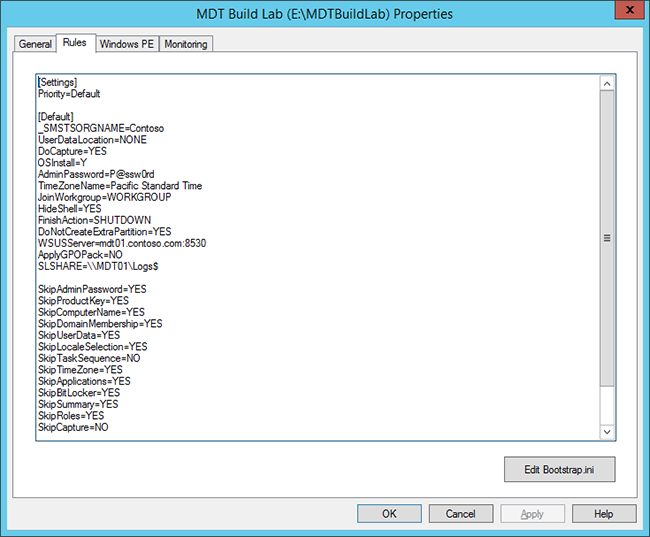 MDT Build Lab (E:\MDTBuildLab) Properties
x
General Rules Windows PE Monitoring
[Settings]
Priority=Default
[Default]
_SMSTSORGNAME=Contoso
UserDataLocation=NONE
DoCapture=YES
OSInstall=Y
AdminPassword=P@ssw0rd
TimeZoneName=Pacific Standard Time
JoinWorkgroup=WORKGROUP
HideShell=YES
FinishAction=SHUTDOWN
DoNotCreateExtraPartition=YES
WSUSServer=mdt01.contoso.com:8530
ApplyGPOPack=NO
SLSHARE=\\MDT01\Logs$
SkipAdminPassword=YES
SkipProductKey=YES
SkipComputerName=YES
SkipDomainMembership=YES
SkipUserData=YES
SkipLocaleSelection=YES
SkipTaskSequence=NO
SkipTimeZone=YES
SkipApplications=YES
SkipBitLocker=YES
SkipSummary=YES
SkipRoles=YES
SkipCapture=NO
Edit Bootstrap.ini
OK Cancel Apply Help